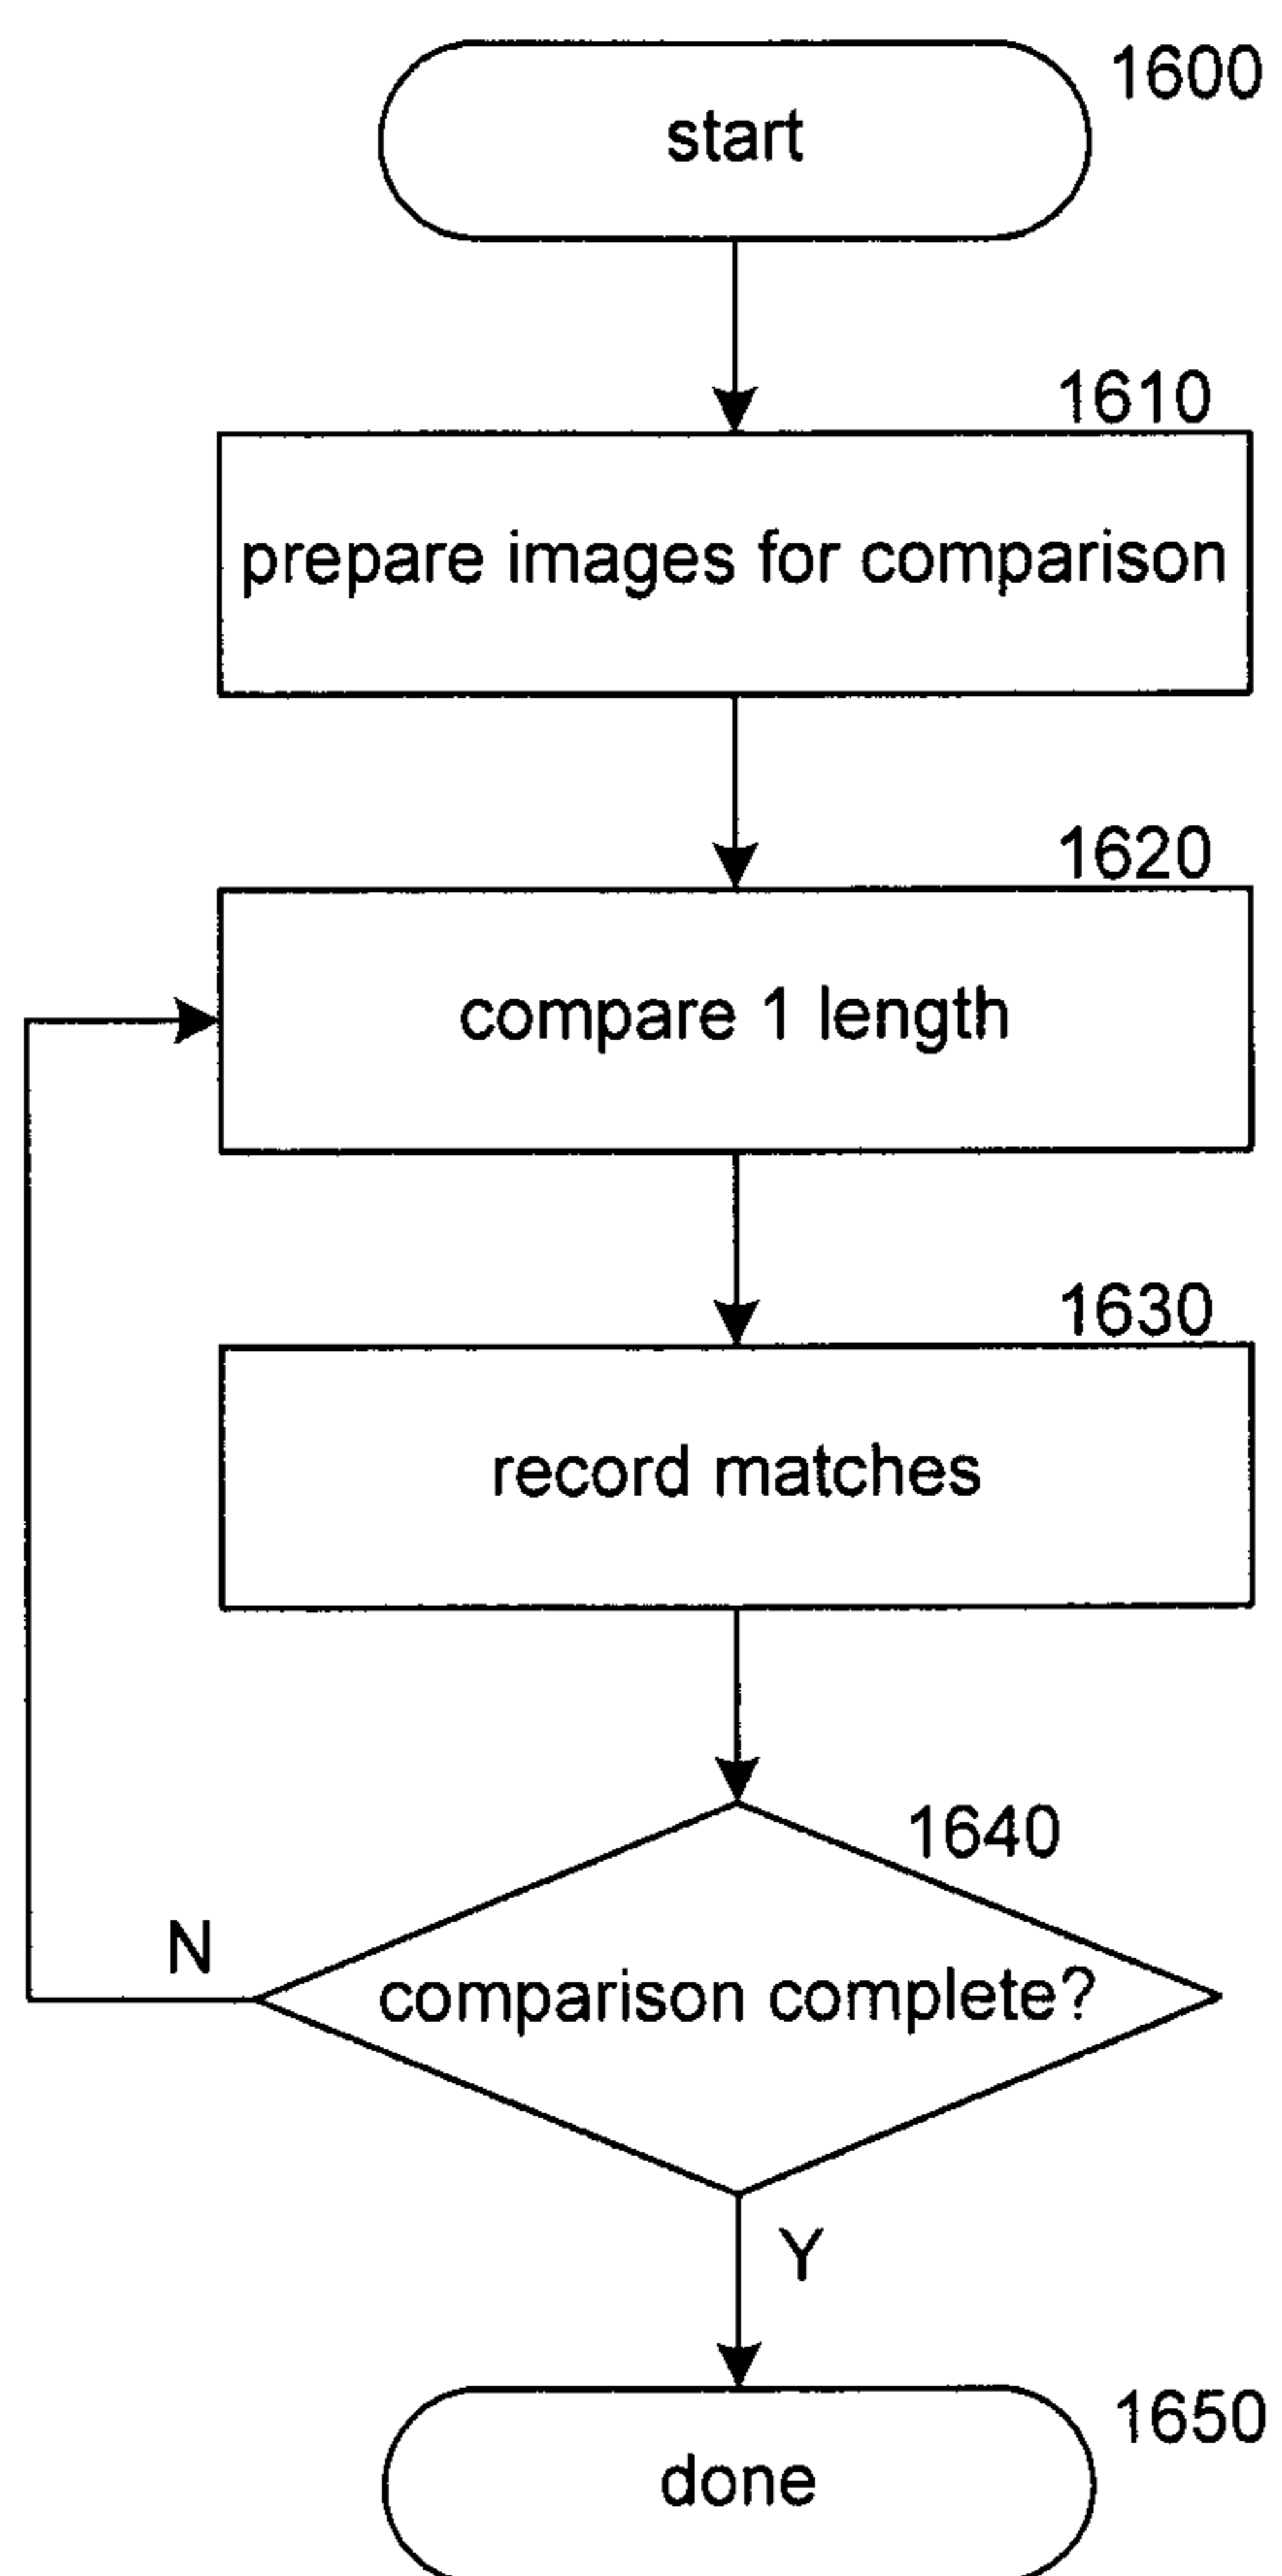 1600
start
1610
prepare images for comparison
1620
compare 1 length
1630
record matches
1640
N
comparison complete?
Y
1650
done